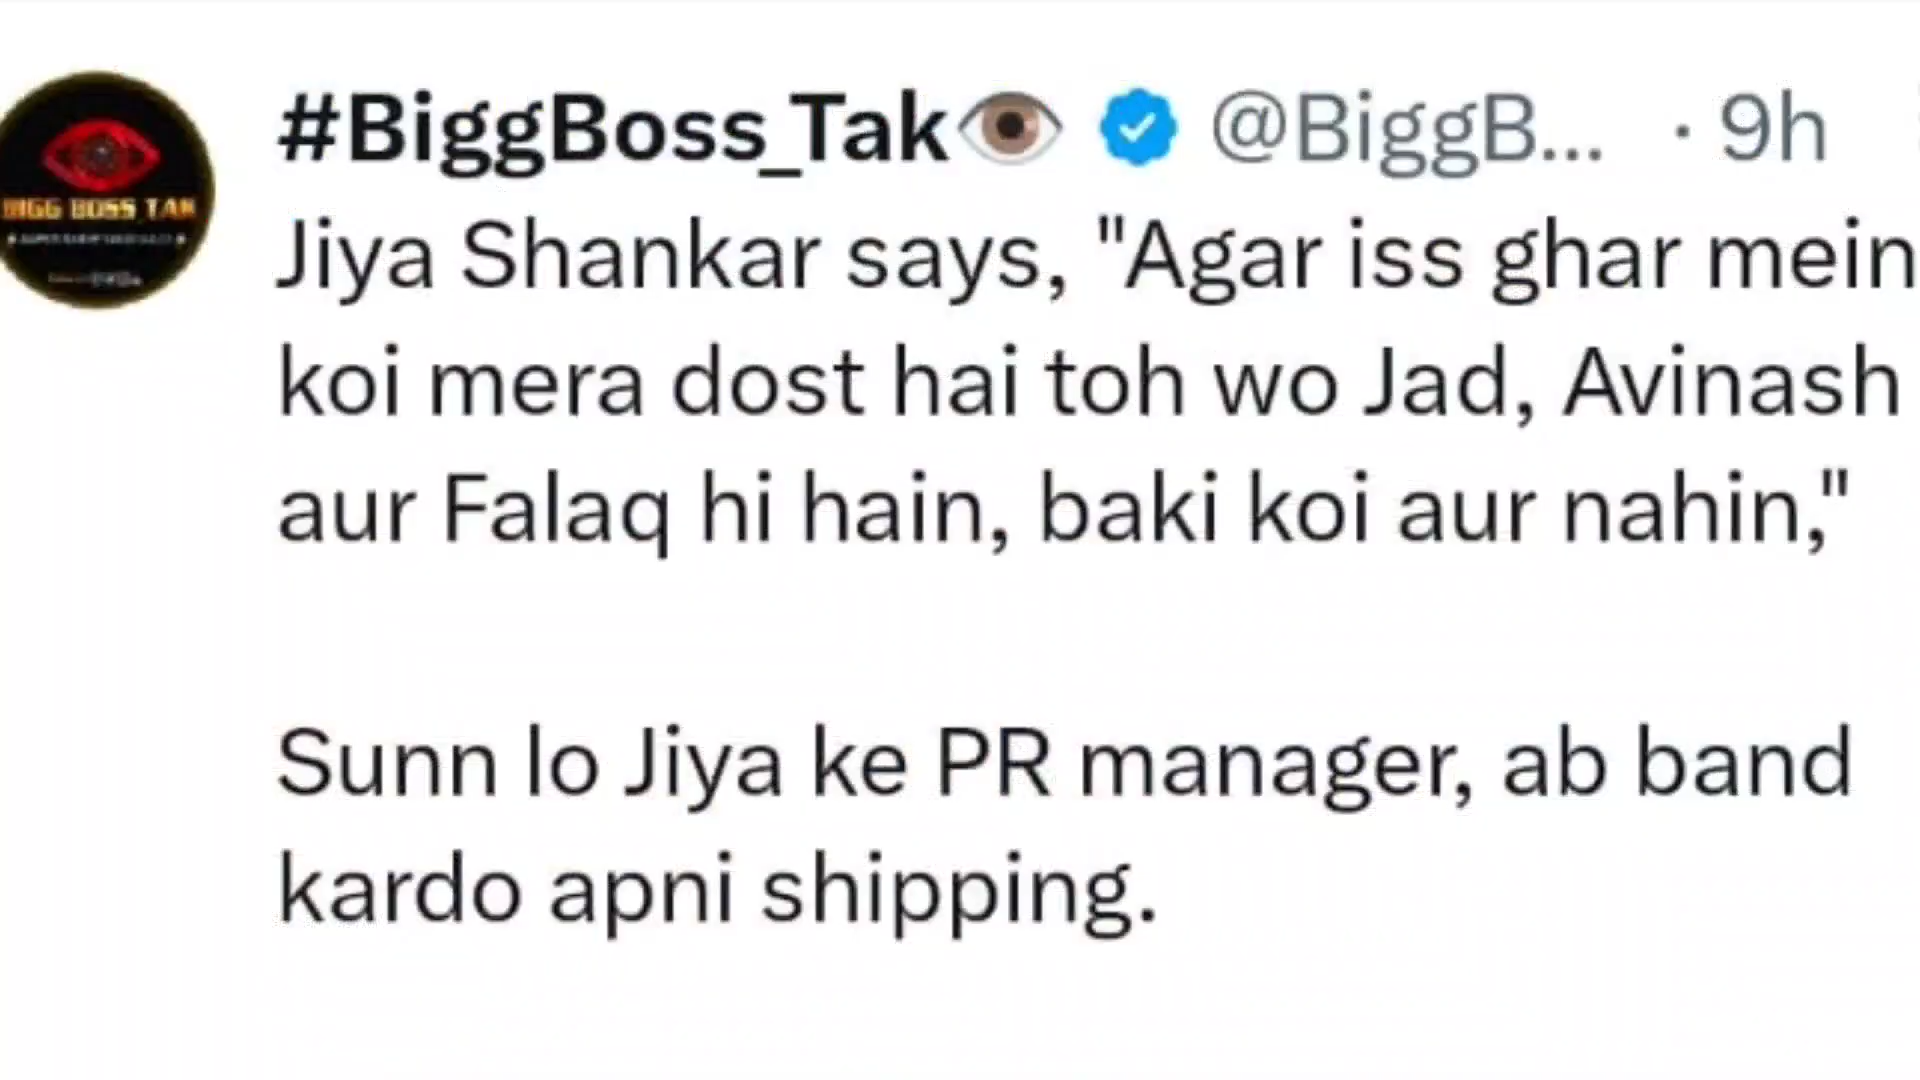 #BiggBoss_Tak👁 @BiggB... · 9h
BIGG BOSS TAK
Jiya Shankar says, "Agar iss ghar mein
koi mera dost hai toh wo Jad, Avinash
aur Falaq hi hain, baki koi aur nahin,"
Sunn lo Jiya ke PR manager, ab band
kardo apni shipping.